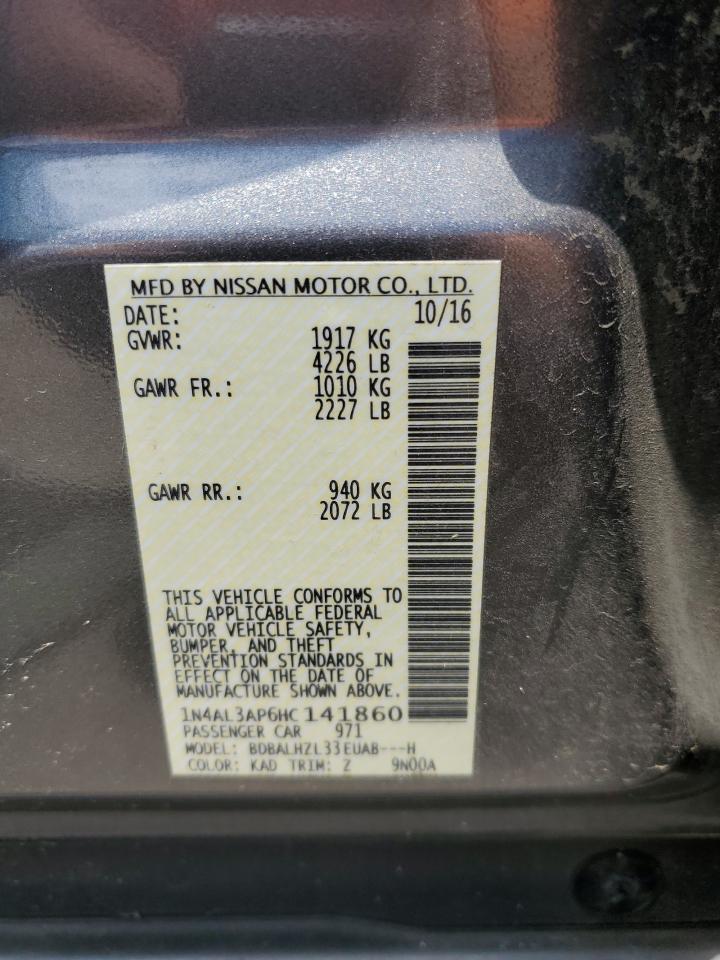 MFD BY NISSAN MOTOR CO., LTD.
DATE: 10/16
GVWR: 1917 KG
4226 LB
GAWR FR.: 1010 KG
2227 LB
GAWR RR.: 940 KG
2072 LB
THIS VEHICLE CONFORMS TO
ALL APPLICABLE FEDERAL
MOTOR VEHICLE SAFETY,
BUMPER, AND THEFT
PREVENTION STANDARDS IN
EFFECT ON THE DATE OF
MANUFACTURE SHOWN ABOVE.
1N4AL3AP6HC141860
PASSENGER CAR 971
MODEL: BDBALHZL33EUAB---H
COLOR: KAD TRIM: Z 9N00A